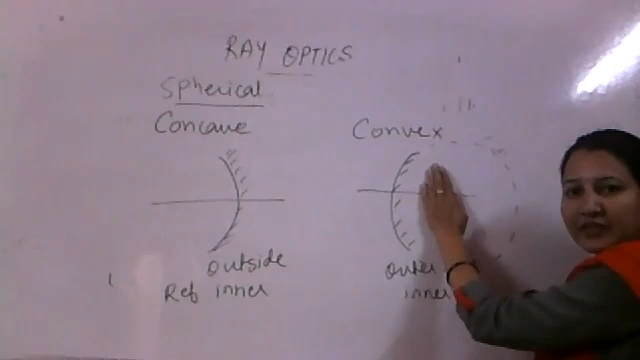 RAY OPTICS
Spherical
Concave
Convex
outside
Ref inner
Outer
inner